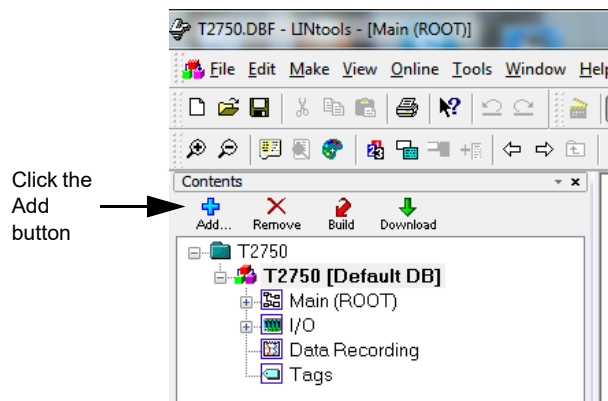 T2750.DBF - LINtools - [Main (ROOT)]
File Edit Make View Online Tools Window Help
Contents
Click the Add button
Add... Remove Build Download
T2750
T2750 [Default DB]
Main (ROOT)
I/O
Data Recording
Tags